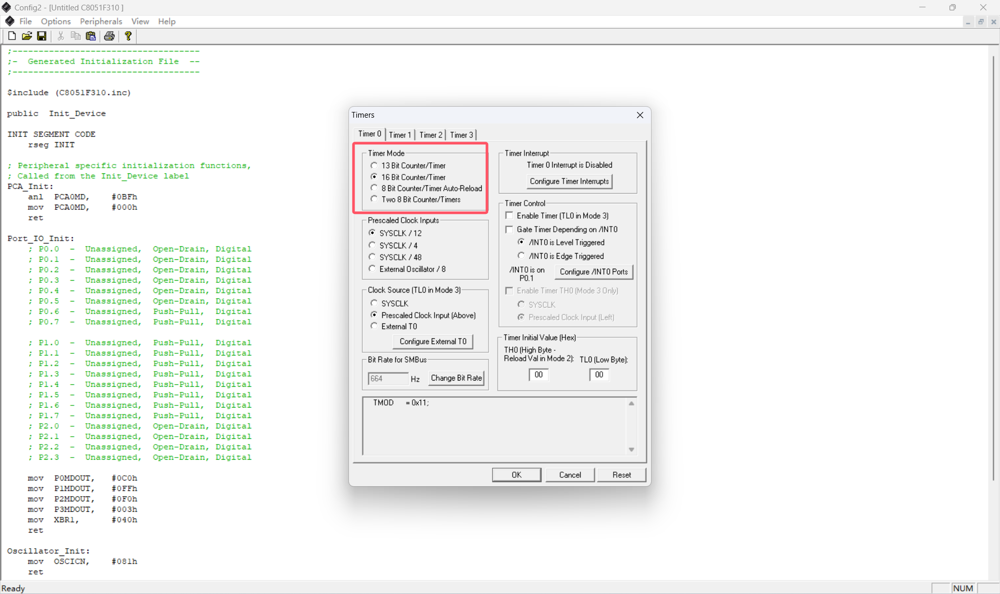 Config2 - [Untitled C8051F310 ]
File Options Peripherals View Help
;------------------------------------
;-  Generated Initialization File  --
;------------------------------------
$include (C8051F310.inc)
public  Init_Device
INIT SEGMENT CODE
    rseg INIT
; Peripheral specific initialization functions,
; Called from the Init_Device label
PCA_Init:
    anl  PCA0MD,    #0BFh
    mov  PCA0MD,    #000h
    ret
Port_IO_Init:
    ; P0.0  -  Unassigned,  Open-Drain, Digital
    ; P0.1  -  Unassigned,  Open-Drain, Digital
    ; P0.2  -  Unassigned,  Open-Drain, Digital
    ; P0.3  -  Unassigned,  Open-Drain, Digital
    ; P0.4  -  Unassigned,  Open-Drain, Digital
    ; P0.5  -  Unassigned,  Open-Drain, Digital
    ; P0.6  -  Unassigned,  Push-Pull,  Digital
    ; P0.7  -  Unassigned,  Push-Pull,  Digital
    ; P1.0  -  Unassigned,  Push-Pull,  Digital
    ; P1.1  -  Unassigned,  Push-Pull,  Digital
    ; P1.2  -  Unassigned,  Push-Pull,  Digital
    ; P1.3  -  Unassigned,  Push-Pull,  Digital
    ; P1.4  -  Unassigned,  Push-Pull,  Digital
    ; P1.5  -  Unassigned,  Push-Pull,  Digital
    ; P1.6  -  Unassigned,  Push-Pull,  Digital
    ; P1.7  -  Unassigned,  Push-Pull,  Digital
    ; P2.0  -  Unassigned,  Open-Drain, Digital
    ; P2.1  -  Unassigned,  Open-Drain, Digital
    ; P2.2  -  Unassigned,  Open-Drain, Digital
    ; P2.3  -  Unassigned,  Open-Drain, Digital
    mov  P0MDOUT,   #0C0h
    mov  P1MDOUT,   #0FFh
    mov  P2MDOUT,   #0F0h
    mov  P3MDOUT,   #003h
    mov  XBR1,      #040h
    ret
Oscillator_Init:
    mov  OSCICN,    #081h
    ret
Timers
Timer 0 Timer 1 Timer 2 Timer 3
Timer Mode
13 Bit Counter/Timer
16 Bit Counter/Timer
8 Bit Counter/Timer Auto-Reload
Two 8 Bit Counter/Timers
Prescaled Clock Inputs
SYSCLK / 12
SYSCLK / 4
SYSCLK / 48
External Oscillator / 8
Clock Source (TL0 in Mode 3)
SYSCLK
Prescaled Clock Input (Above)
External T0
Configure External T0
Bit Rate for SMBus
664 Hz Change Bit Rate
Timer Interrupt
Timer 0 Interrupt is Disabled
Configure Timer Interrupts
Timer Control
Enable Timer (TL0 in Mode 3)
Gate Timer Depending on /INT0
/INT0 is Level Triggered
/INT0 is Edge Triggered
/INT0 is on
P0.1
Configure /INT0 Ports
Enable Timer TH0 (Mode 3 Only)
SYSCLK
Prescaled Clock Input (Left)
Timer Initial Value (Hex)
TH0 (High Byte -
Reload Val in Mode 2): TL0 (Low Byte):
00 00
TMOD = 0x11;
OK Cancel Reset
Ready NUM